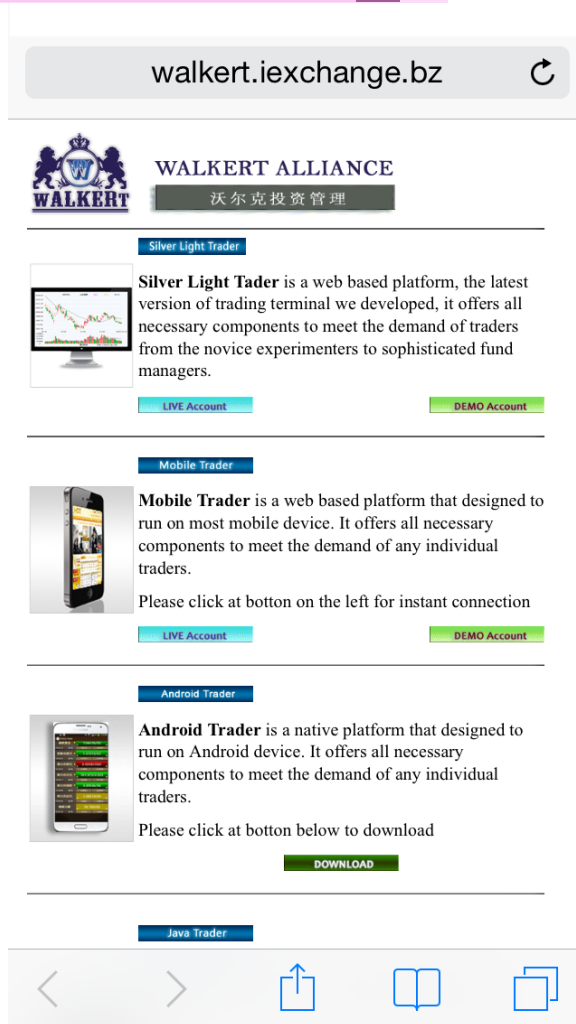 walkert.iexchange.bz
WALKERT
WALKERT ALLIANCE
沃尔克投资管理
Silver Light Trader
Silver Light Tader is a web based platform, the latest
version of trading terminal we developed, it offers all
necessary components to meet the demand of traders
from the novice experimenters to sophisticated fund
managers.
LIVE Account
DEMO Account
Mobile Trader
Mobile Trader is a web based platform that designed to
run on most mobile device. It offers all necessary
components to meet the demand of any individual
traders.
Please click at botton on the left for instant connection
LIVE Account
DEMO Account
Android Trader
Android Trader is a native platform that designed to
run on Android device. It offers all necessary
components to meet the demand of any individual
traders.
Please click at botton below to download
DOWNLOAD
Java Trader